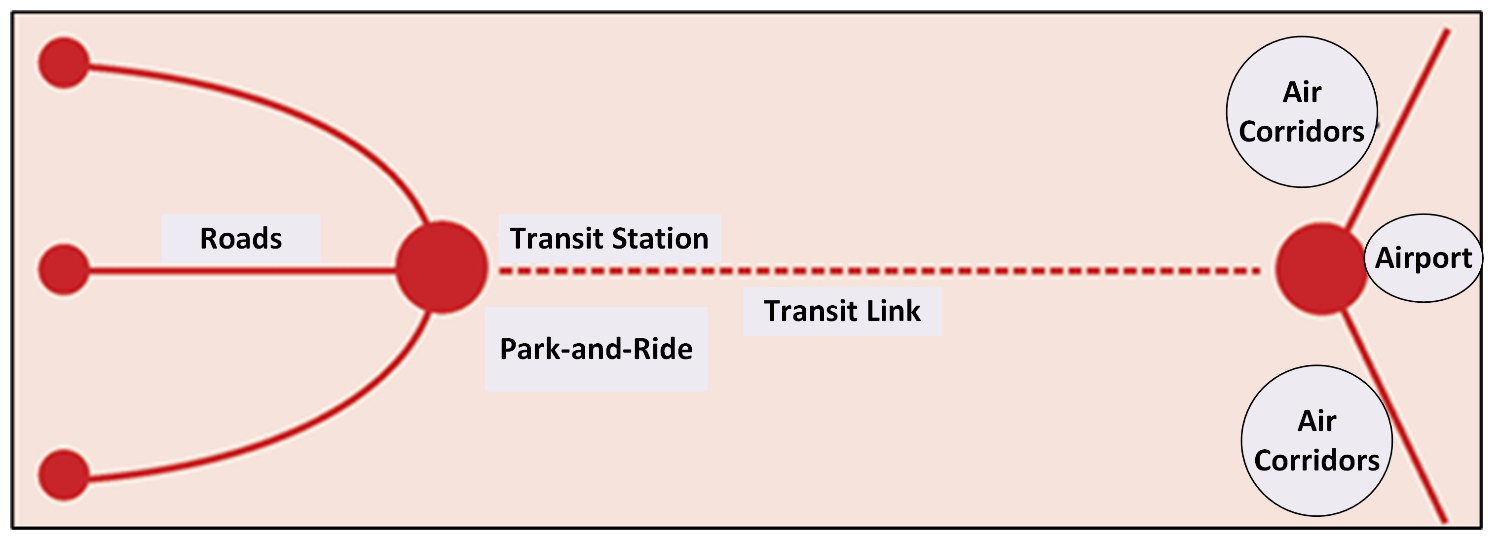 Air
Corridors
Roads
Transit Station
Airport
Transit Link
Park-and-Ride
Air
Corridors